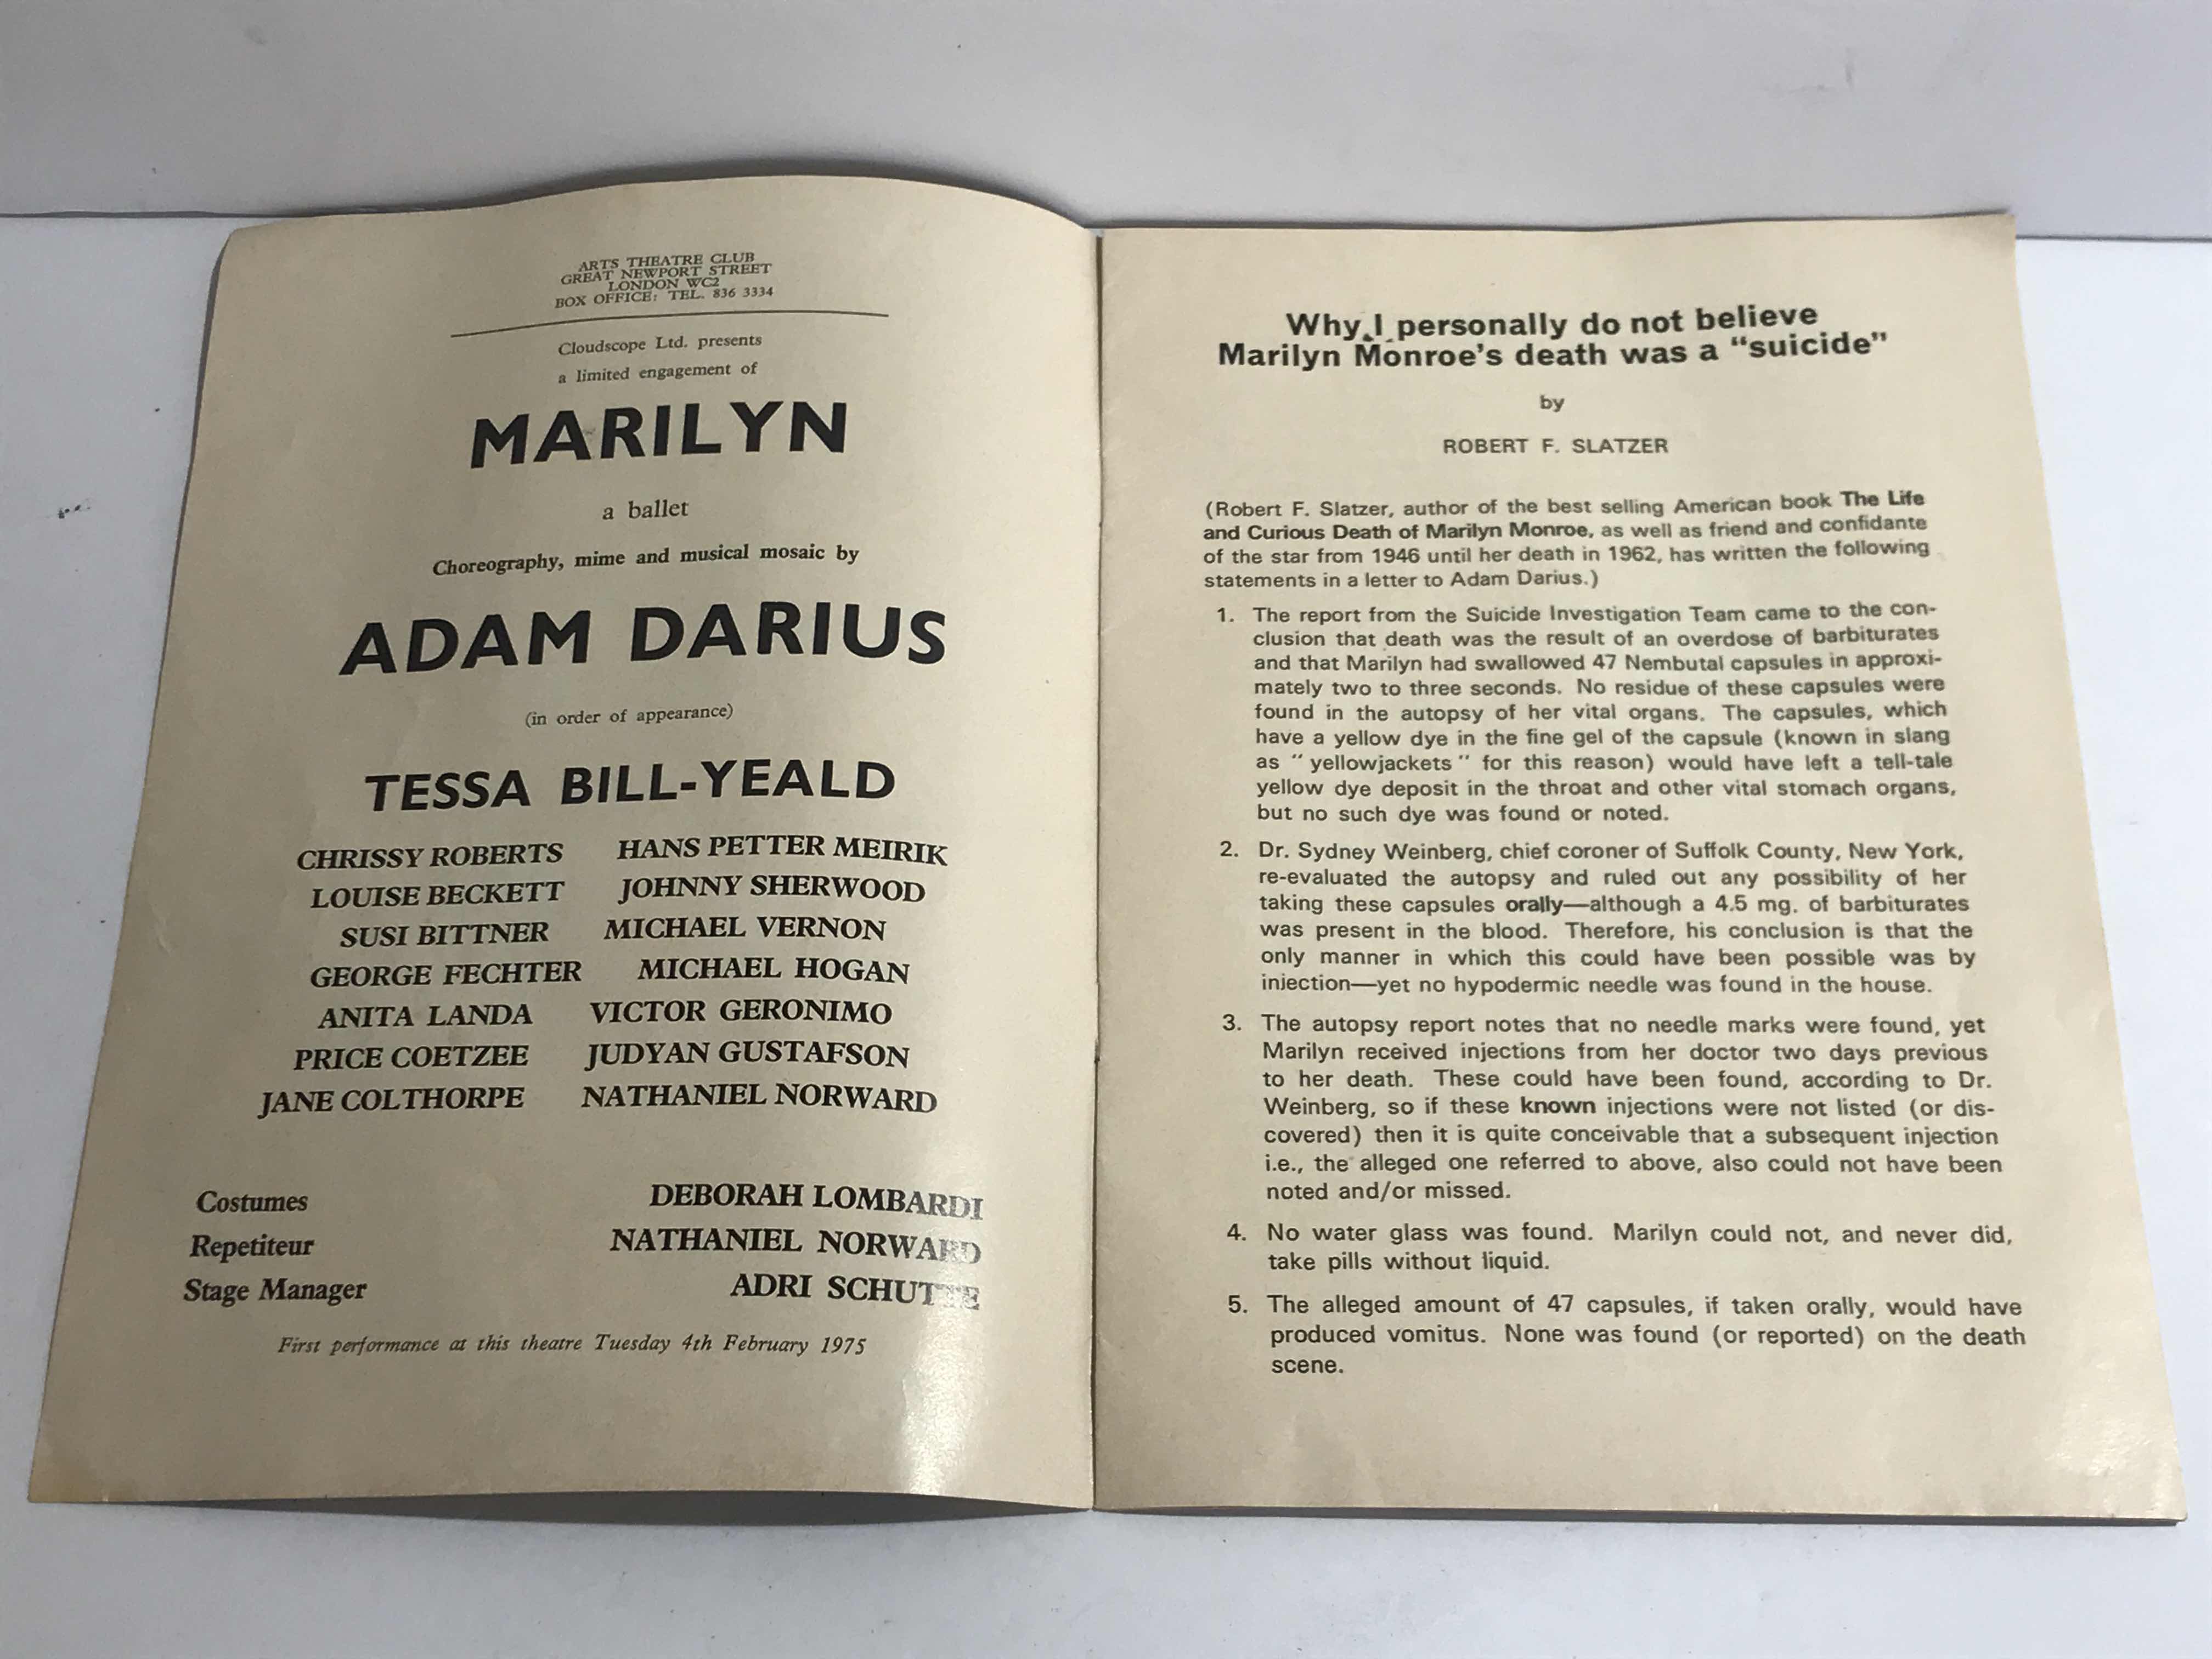 ARTS THEATRE CLUB
GREAT NEWPORT STREET
LONDON WC2
BOX OFFICE: TEL. 836 3334
Cloudscope Ltd. presents
a limited engagement of
MARILYN
a ballet
Choreography, mime and musical mosaic by
ADAM DARIUS
(in order of appearance)
TESSA BILL-YEALD
CHRISSY ROBERTS HANS PETTER MEIRIK
LOUISE BECKETT JOHNNY SHERWOOD
SUSI BITTNER MICHAEL VERNON
GEORGE FECHTER MICHAEL HOGAN
ANITA LANDA VICTOR GERONIMO
PRICE COETZEE JUDYAN GUSTAFSON
JANE COLTHORPE NATHANIEL NORWARD
Costumes DEBORAH LOMBARDI
Repetiteur NATHANIEL NORWARD
Stage Manager ADRI SCHUTTE
First performance at this theatre Tuesday 4th February 1975
Why I personally do not believe
Marilyn Monroe's death was a "suicide"
by
ROBERT F. SLATZER
(Robert F. Slatzer, author of the best selling American book The Life
and Curious Death of Marilyn Monroe, as well as friend and confidante
of the star from 1946 until her death in 1962, has written the following
statements in a letter to Adam Darius.)
1. The report from the Suicide Investigation Team came to the con-
clusion that death was the result of an overdose of barbiturates
and that Marilyn had swallowed 47 Nembutal capsules in approxi-
mately two to three seconds. No residue of these capsules were
found in the autopsy of her vital organs. The capsules, which
have a yellow dye in the fine gel of the capsule (known in slang
as " yellowjackets " for this reason) would have left a tell-tale
yellow dye deposit in the throat and other vital stomach organs,
but no such dye was found or noted.
2. Dr. Sydney Weinberg, chief coroner of Suffolk County, New York,
re-evaluated the autopsy and ruled out any possibility of her
taking these capsules orally—although a 4.5 mg. of barbiturates
was present in the blood. Therefore, his conclusion is that the
only manner in which this could have been possible was by
injection—yet no hypodermic needle was found in the house.
3. The autopsy report notes that no needle marks were found, yet
Marilyn received injections from her doctor two days previous
to her death. These could have been found, according to Dr.
Weinberg, so if these known injections were not listed (or dis-
covered) then it is quite conceivable that a subsequent injection
i.e., the alleged one referred to above, also could not have been
noted and/or missed.
4. No water glass was found. Marilyn could not, and never did,
take pills without liquid.
5. The alleged amount of 47 capsules, if taken orally, would have
produced vomitus. None was found (or reported) on the death
scene.